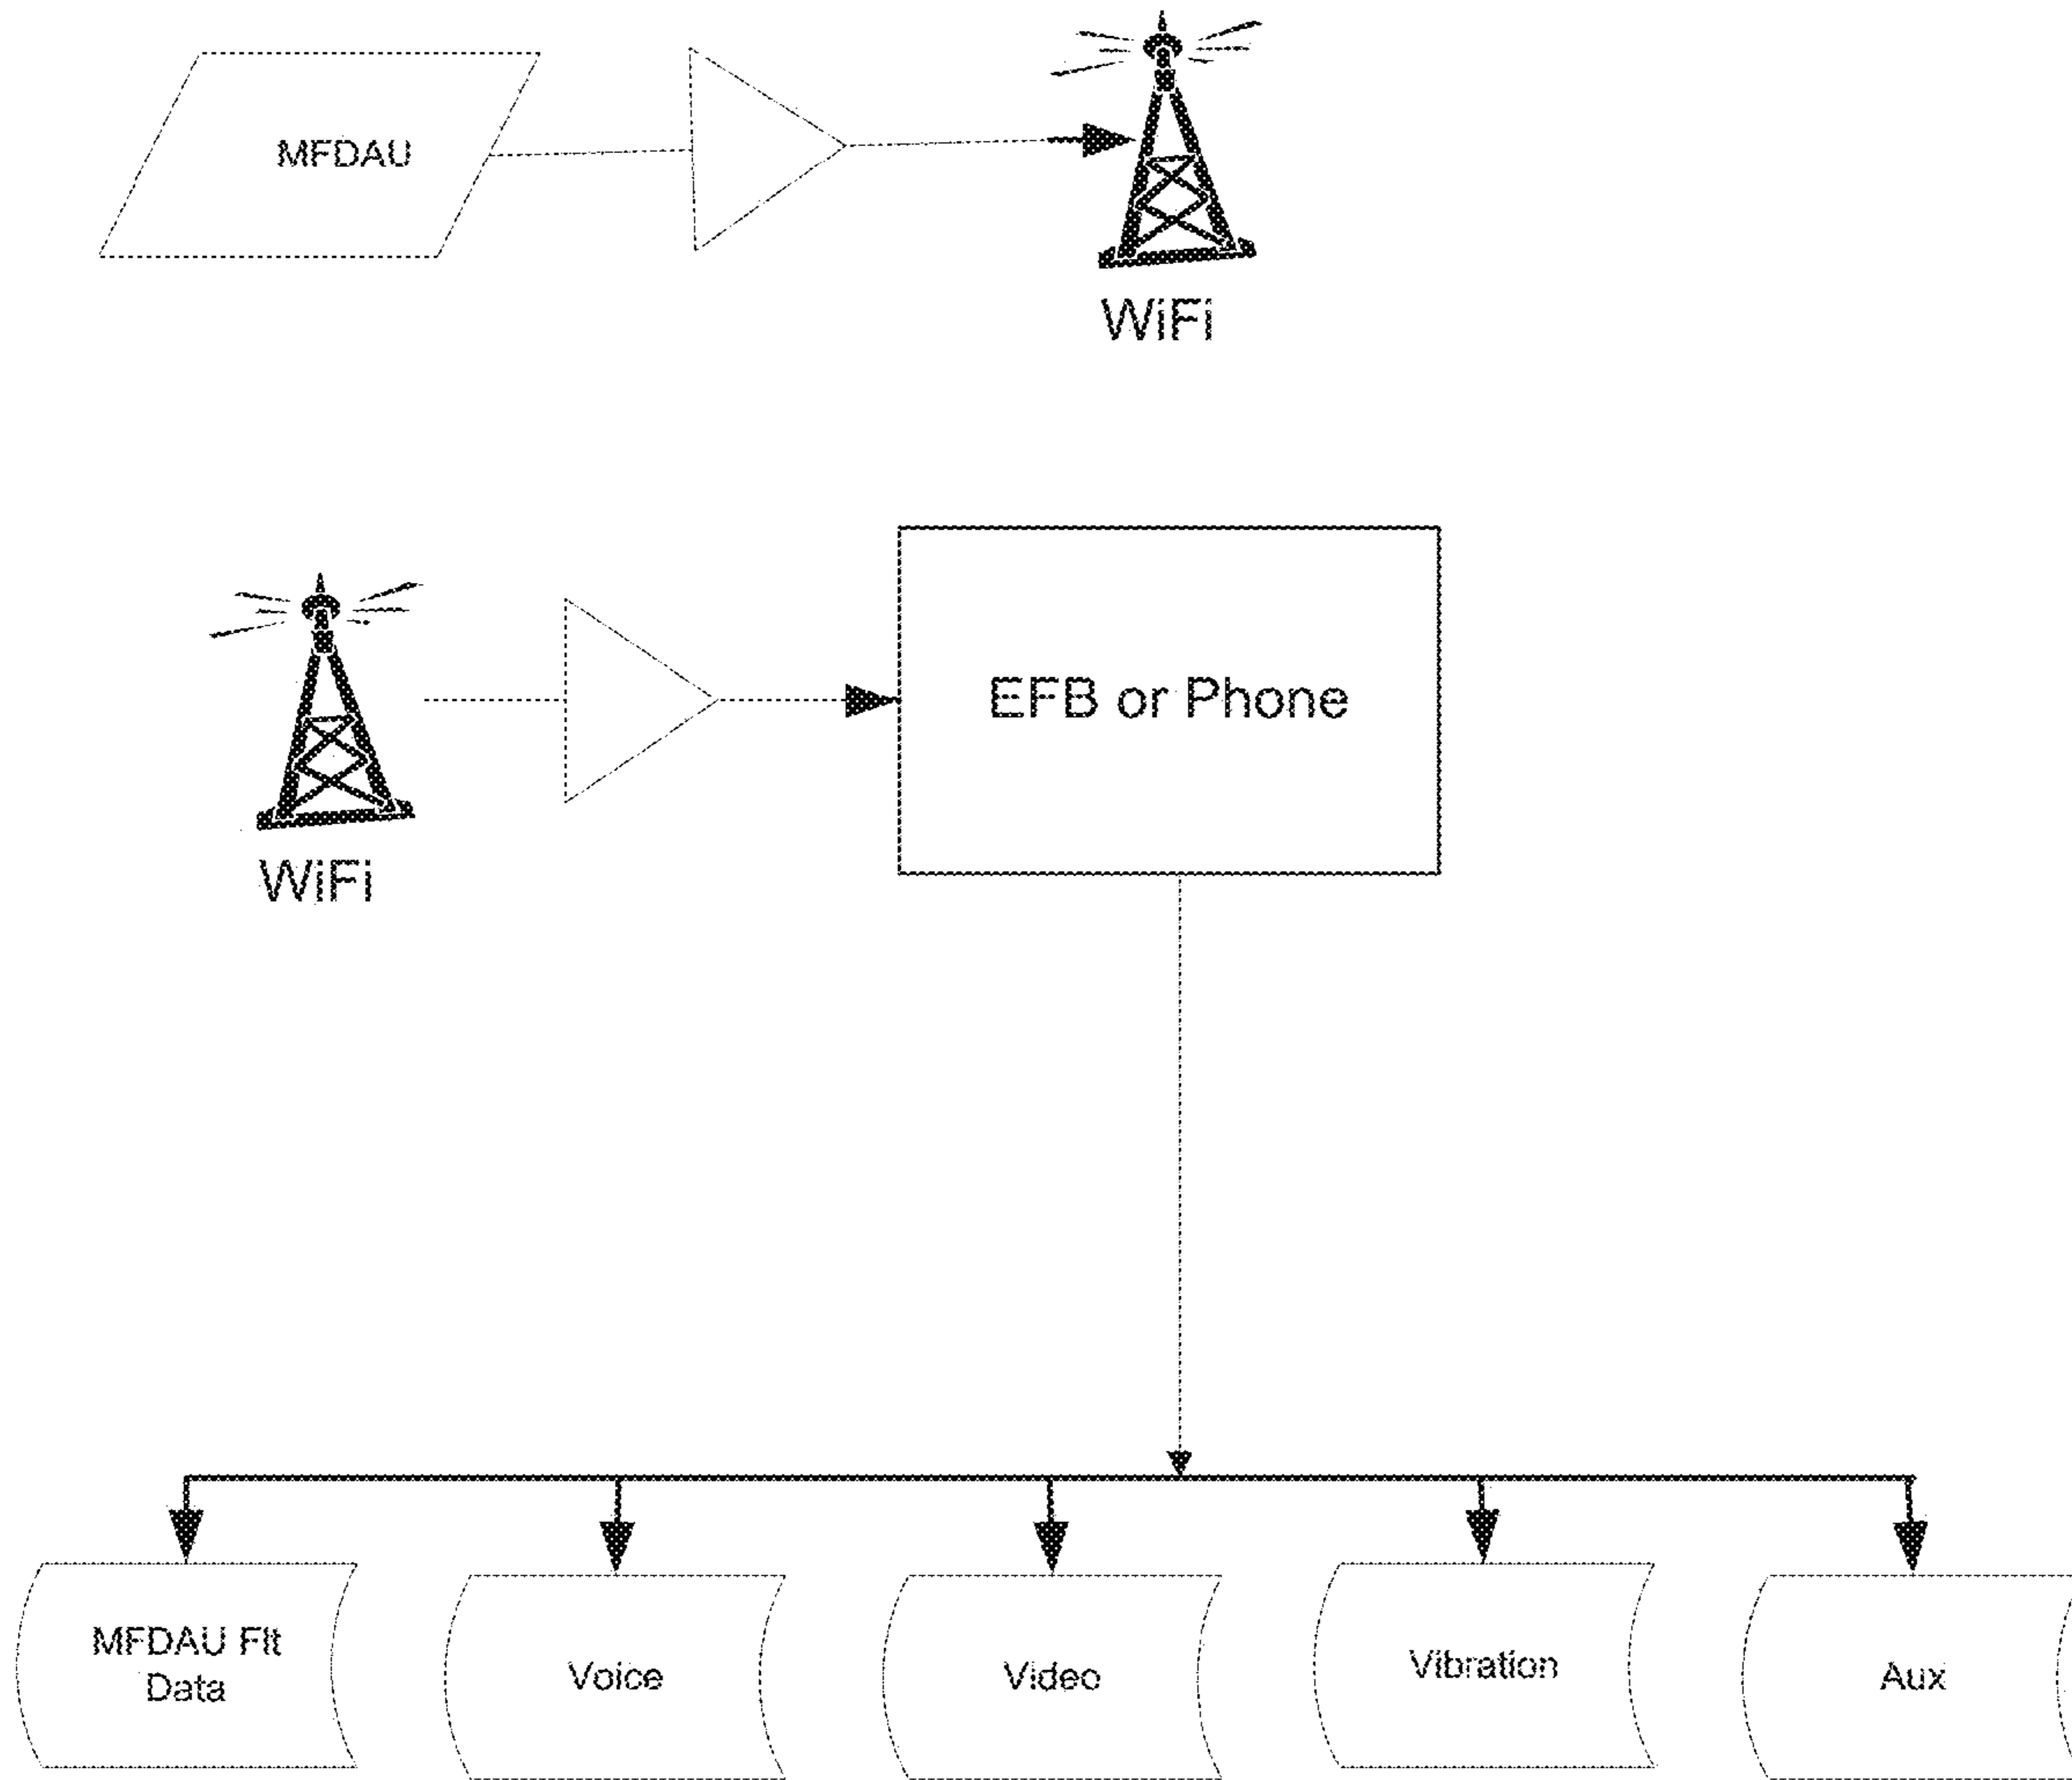 MFDAU
WiFi
EFB or Phone
WiFi
MFDAU Flt
Data
Voice
Video
Vibration
Aux